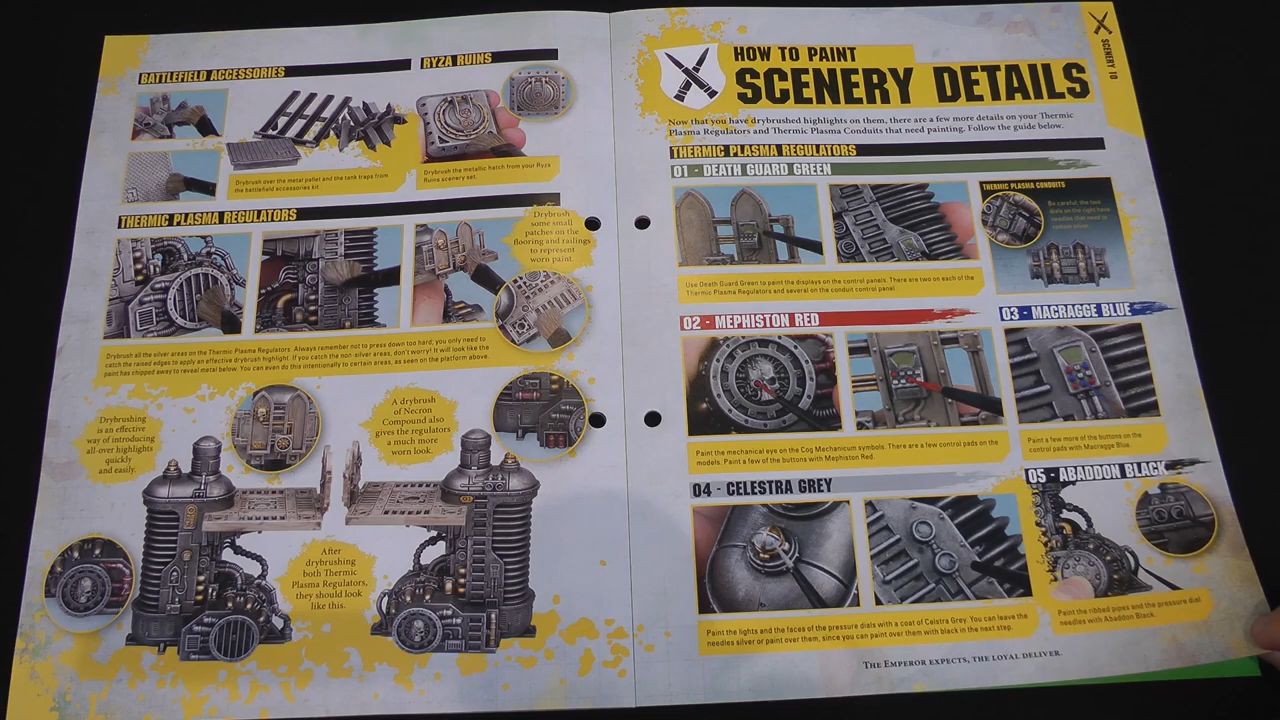 BATTLEFIELD ACCESSORIES
Drybrush over the metal pallet and the tank traps from
the battlefield accessories kit.
RYZA RUINS
Drybrush the metallic hatch from your Ryza
Ruins scenery set.
THERMIC PLASMA REGULATORS
Drybrush
some small
patches on the
flooring and railings
to represent
worn paint.
Drybrush all the silver areas on the Thermic Plasma Regulators. Always remember not to press down too hard; you only need to
catch the raised edges to apply an effective drybrush highlight. If you catch the non-silver areas, don't worry! It will look like the
paint has chipped away to reveal metal below. You can even do this intentionally to certain areas, as seen on the platform above.
Drybrushing
is an effective
way of introducing
all-over highlights
quickly
and easily.
A drybrush
of Necron
Compound also
gives the regulators
a much more
worn look.
After
drybrushing
both Thermic
Plasma Regulators,
they should look
like this.
SCENERY 10
HOW TO PAINT
SCENERY DETAILS
Now that you have drybrushed highlights on them, there are a few more details on your Thermic
Plasma Regulators and Thermic Plasma Conduits that need painting. Follow the guide below.
THERMIC PLASMA REGULATORS
01 - DEATH GUARD GREEN
Use Death Guard Green to paint the displays on the control panels. There are two on each of the
Thermic Plasma Regulators and several on the conduit control panel.
THERMIC PLASMA CONDUITS
Be careful: the two
dials on the right have
needles that need to
remain silver.
02 - MEPHISTON RED
Paint the mechanical eye on the Cog Mechanicum symbols. There are a few control pads on the
models. Paint a few of the buttons with Mephiston Red.
03 - MACRAGGE BLUE
Paint a few more of the buttons on the
control pads with Macragge Blue.
04 - CELESTRA GREY
Paint the lights and the faces of the pressure dials with a coat of Celstra Grey. You can leave the
needles silver or paint over them, since you can paint over them with black in the next step.
05 - ABADDON BLACK
Paint the ribbed pipes and the pressure dial
needles with Abaddon Black.
THE EMPEROR EXPECTS, THE LOYAL DELIVER.